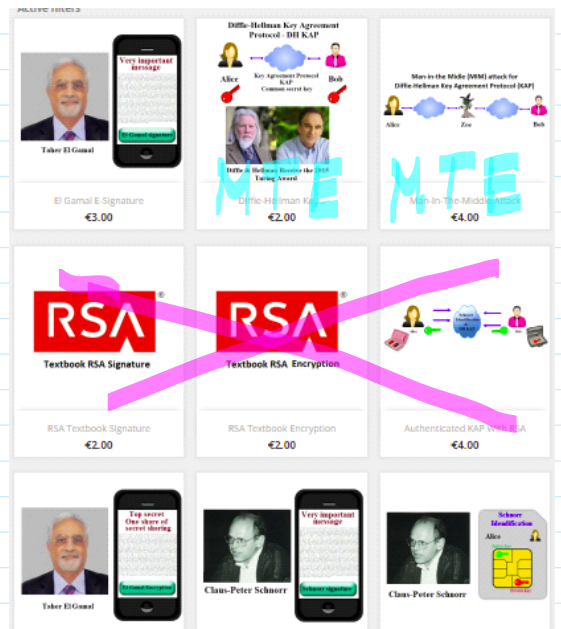 Active filters
Very important
message
El Gamal signature
Taher El Gamal
El Gamal E-Signature
€3.00
Diffie-Hellman Key Agreement
Protocol - DH KAP
Alice
Key Agreement Protocol
KAP
Common secret key
Bob
Diffie & Hellman Receive the 2015
Turing Award
MTE
Diffie-Hellman Ke...
€2.00
Man-in the Midle (MIM) attack for
Diffie-Hellman Key Agreement Protocol (KAP)
Alice
Zoe
Bob
MTE
Man-In-The-Middle Attack
€4.00
RSA
®
Textbook RSA Signature
RSA Textbook Signature
€2.00
RSA
®
Textbook RSA Encryption
RSA Textbook Encryption
€2.00
Authenticated KAP With RSA
€4.00
Top secret
One share of
secret sharing
El Gamal Encryption
Taher El Gamal
Very important
message
Schnorr signature
Claus-Peter Schnorr
Schnorr
Identification
Alice
Claus-Peter Schnorr